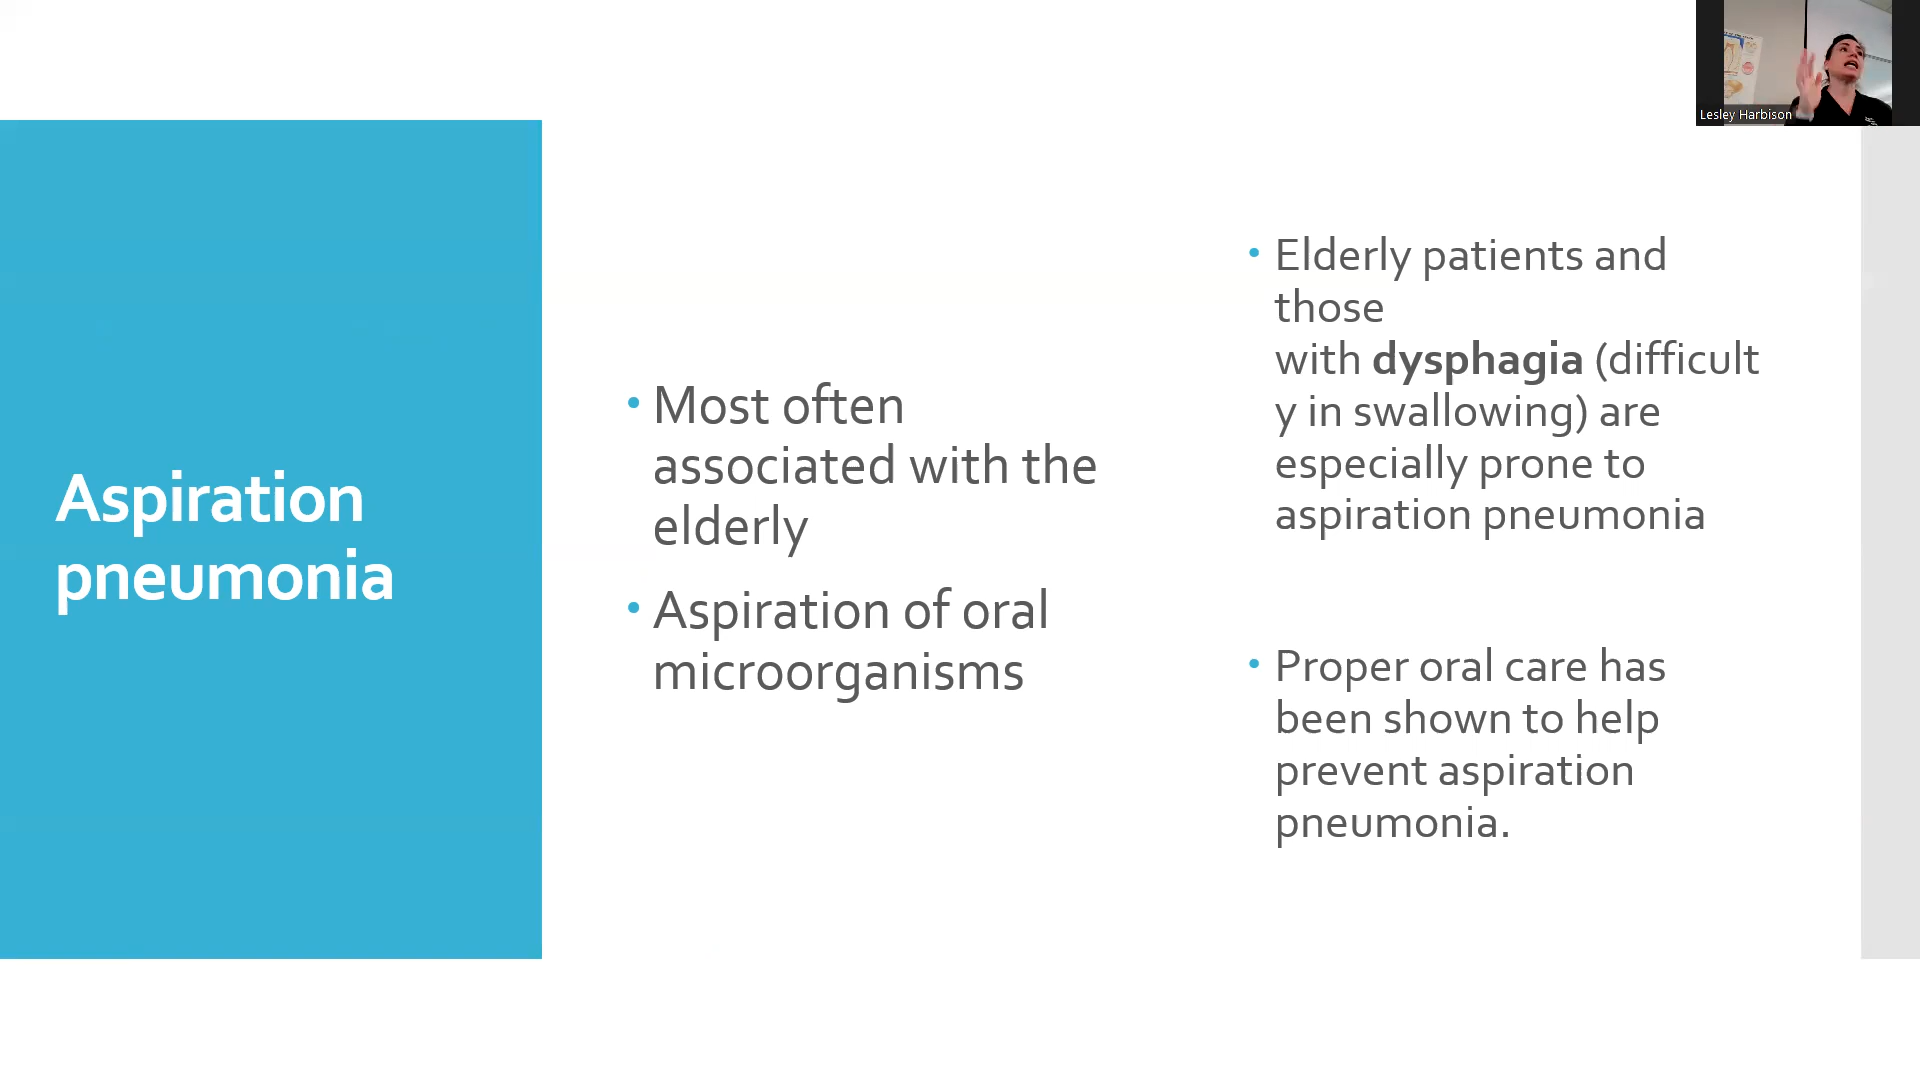 Lesley Harbison
Aspiration
pneumonia
• Most often
associated with the
elderly
• Aspiration of oral
microorganisms
• Elderly patients and
those
with dysphagia (difficult
y in swallowing) are
especially prone to
aspiration pneumonia
• Proper oral care has
been shown to help
prevent aspiration
pneumonia.